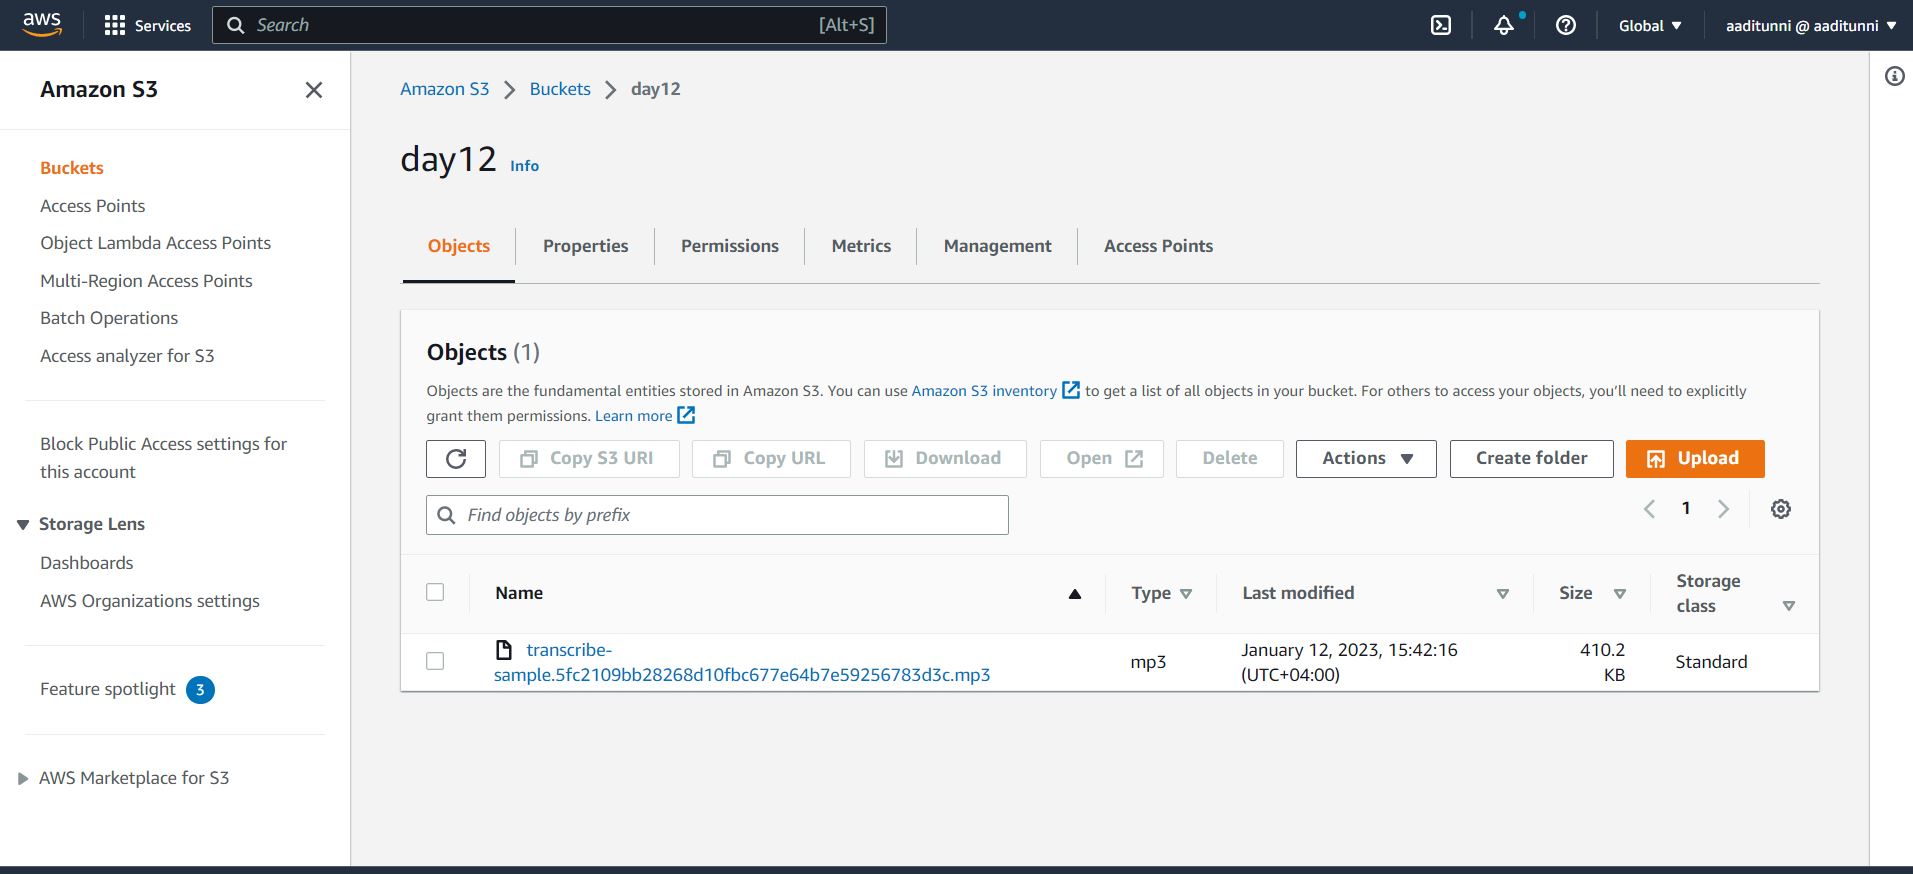 aws
Services
Search
[Alt+S]
Global
aaditunni @ aaditunni
Amazon S3
Buckets
Access Points
Object Lambda Access Points
Multi-Region Access Points
Batch Operations
Access analyzer for S3
Block Public Access settings for
this account
Storage Lens
Dashboards
AWS Organizations settings
Feature spotlight 3
AWS Marketplace for S3
Amazon S3 > Buckets > day12
day12 Info
Objects
Properties
Permissions
Metrics
Management
Access Points
Objects (1)
Objects are the fundamental entities stored in Amazon S3. You can use Amazon S3 inventory to get a list of all objects in your bucket. For others to access your objects, you'll need to explicitly
grant them permissions. Learn more
Copy S3 URI
Copy URL
Download
Open
Delete
Actions
Create folder
Upload
Find objects by prefix
1
Name
Type
Last modified
Size
Storage
class
transcribe-
sample.5fc2109bb28268d10fbc677e64b7e59256783d3c.mp3
mp3
January 12, 2023, 15:42:16
(UTC+04:00)
410.2
KB
Standard